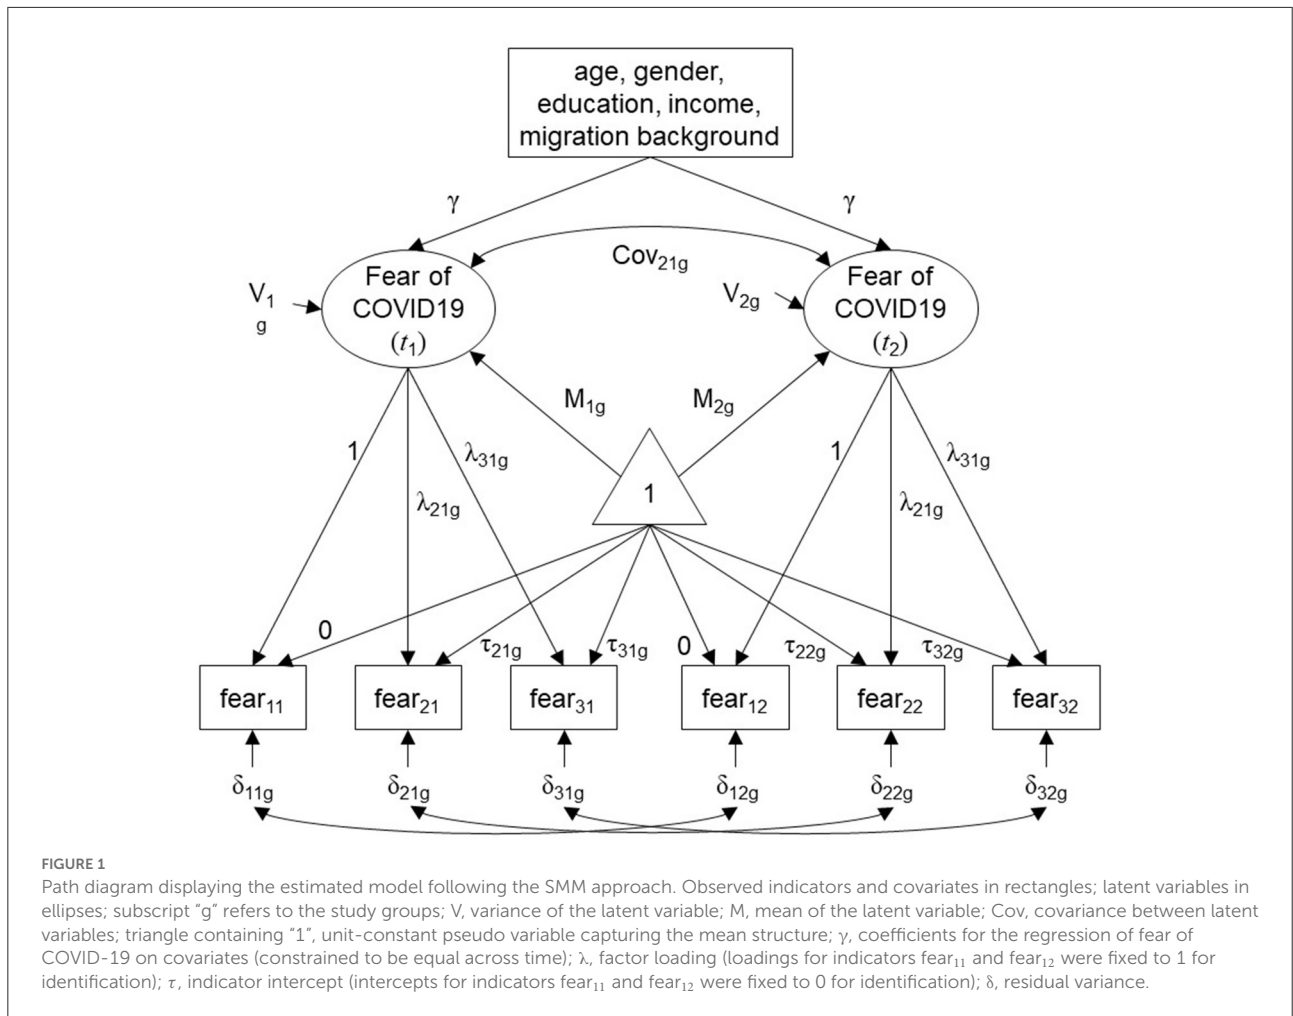 age, gender,
education, income,
migration background
γ
γ
Cov21g
Fear of
COVID19
(t1)
V1
g
Fear of
COVID19
(t2)
V2g
M1g
M2g
1
λ31g
λ21g
1
1
λ31g
λ21g
0
τ21g
τ31g
0
τ22g
τ32g
fear11
fear21
fear31
fear12
fear22
fear32
δ11g
δ21g
δ31g
δ12g
δ22g
δ32g
FIGURE 1
Path diagram displaying the estimated model following the SMM approach. Observed indicators and covariates in rectangles; latent variables in
ellipses; subscript “g” refers to the study groups; V, variance of the latent variable; M, mean of the latent variable; Cov, covariance between latent
variables; triangle containing “1”, unit-constant pseudo variable capturing the mean structure; γ, coefficients for the regression of fear of
COVID-19 on covariates (constrained to be equal across time); λ, factor loading (loadings for indicators fear11 and fear12 were fixed to 1 for
identification); τ, indicator intercept (intercepts for indicators fear11 and fear12 were fixed to 0 for identification); δ, residual variance.